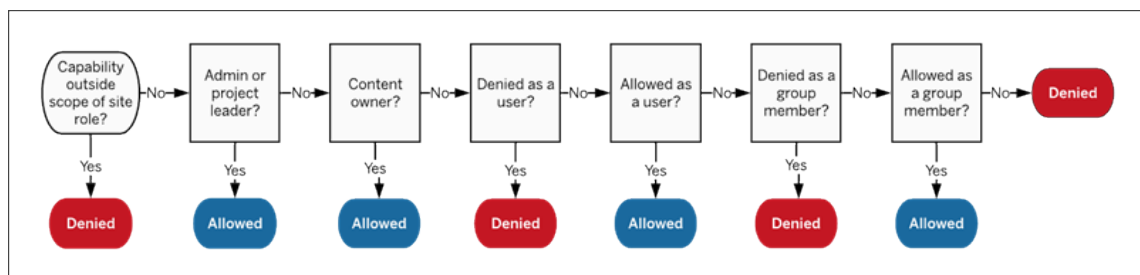 Capability
outside
scope of site
role?
No
Admin or
project
leader?
No
Content
owner?
No
Denied as
a user?
No
Allowed as
a user?
No
Denied as a
group
member?
No
Allowed as
a group
member?
No
Denied
Yes
Yes
Yes
Yes
Yes
Yes
Yes
Denied
Allowed
Allowed
Denied
Allowed
Denied
Allowed